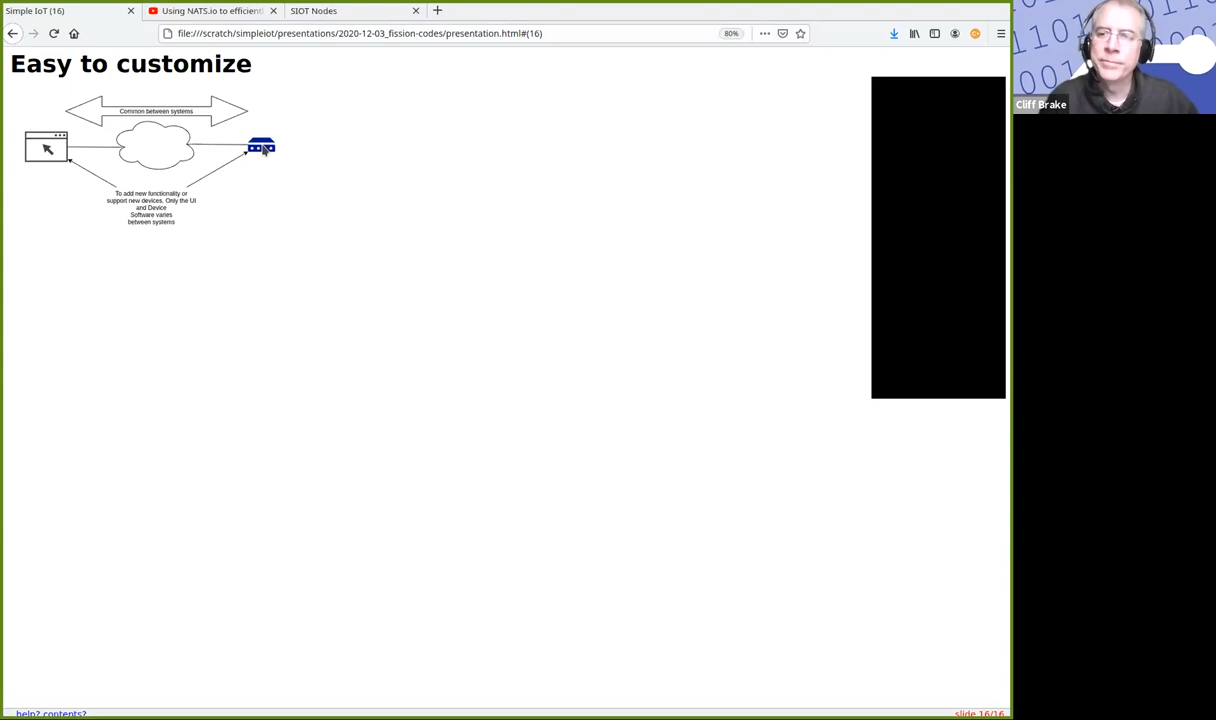 Simple IoT (16)
Using NATS.io to efficient
SIOT Nodes
file:///scratch/simpleiot/presentations/2020-12-03_fission-codes/presentation.html#(16)
80%
Easy to customize
Common between systems
To add new functionality or
support new devices. Only the UI
and Device
Software varies
between systems
help? contents?
slide 16/16
Cliff Brake